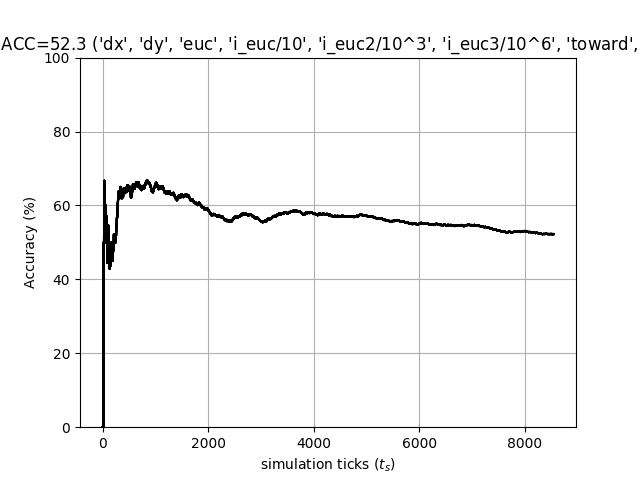 ACC=52.3 ('dx', 'dy', 'euc', 'i_euc/10', 'i_euc2/10^3', 'i_euc3/10^6', 'toward',
100
80
60
40
20
0
Accuracy (%)
0 2000 4000 6000 8000
simulation ticks (t_s)